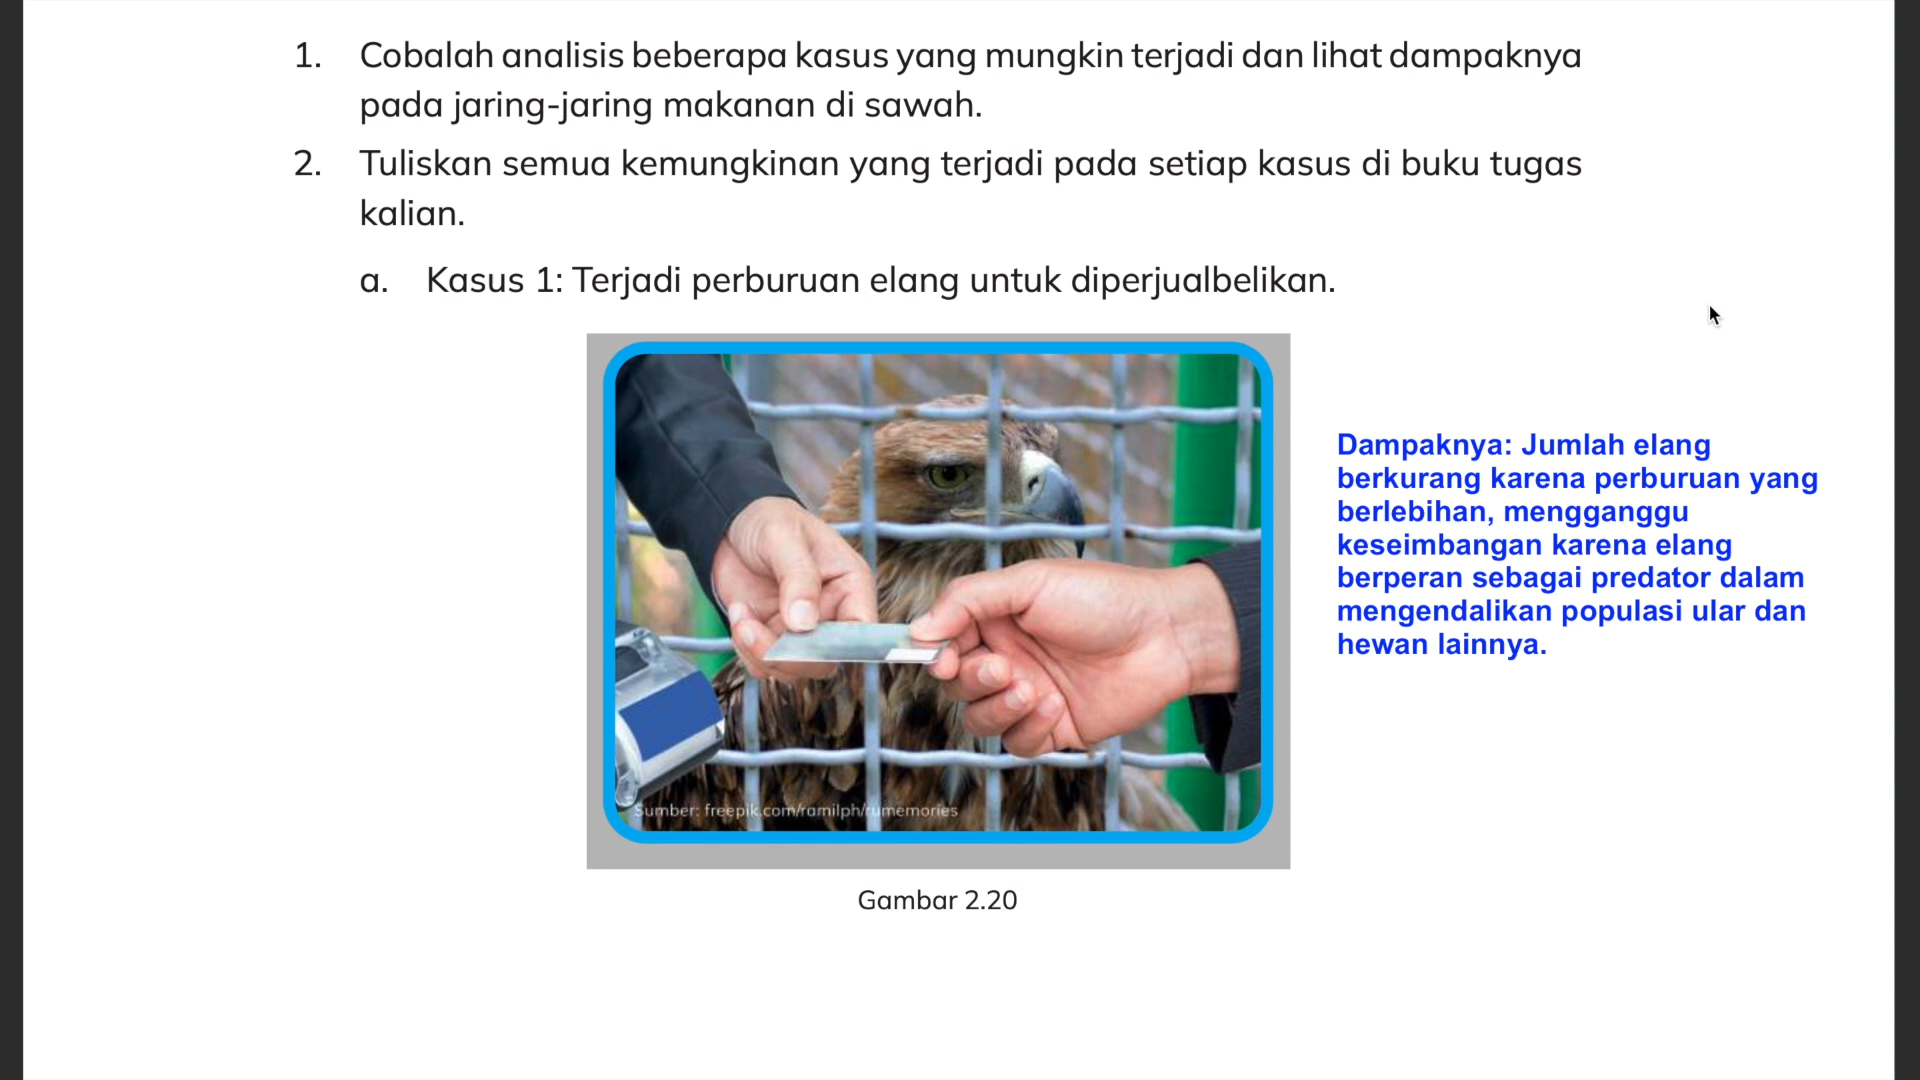 1. Cobalah analisis beberapa kasus yang mungkin terjadi dan lihat dampaknya
pada jaring-jaring makanan di sawah.
2. Tuliskan semua kemungkinan yang terjadi pada setiap kasus di buku tugas
kalian.
a. Kasus 1: Terjadi perburuan elang untuk diperjualbelikan.
Dampaknya: Jumlah elang
berkurang karena perburuan yang
berlebihan, mengganggu
keseimbangan karena elang
berperan sebagai predator dalam
mengendalikan populasi ular dan
hewan lainnya.
Sumber: freepik.com/ramilph/rumemories
Gambar 2.20